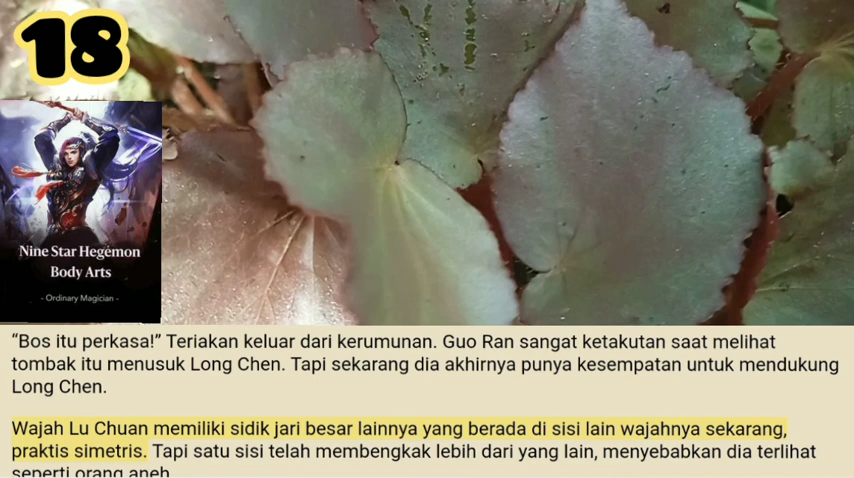 18
Nine Star Hegemon
Body Arts
- Ordinary Magician -
“Bos itu perkasa!” Teriakan keluar dari kerumunan. Guo Ran sangat ketakutan saat melihat
tombak itu menusuk Long Chen. Tapi sekarang dia akhirnya punya kesempatan untuk mendukung
Long Chen.
Wajah Lu Chuan memiliki sidik jari besar lainnya yang berada di sisi lain wajahnya sekarang,
praktis simetris. Tapi satu sisi telah membengkak lebih dari yang lain, menyebabkan dia terlihat
seperti orang aneh